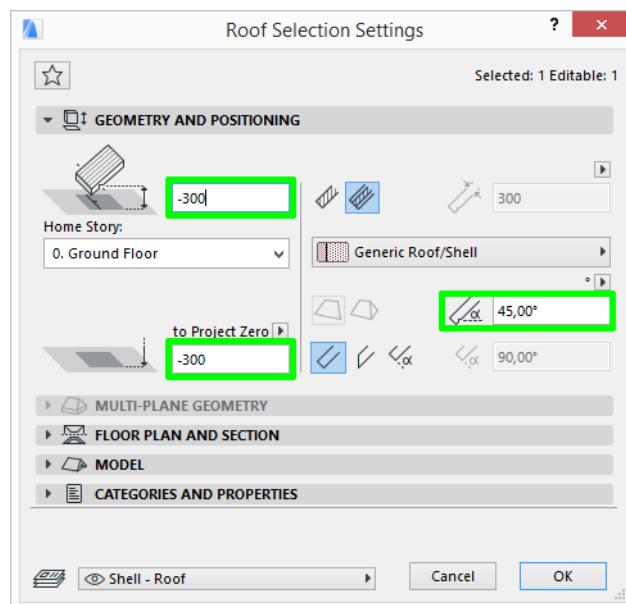 Roof Selection Settings
?
×
Selected: 1 Editable: 1
GEOMETRY AND POSITIONING
-300
300
Home Story:
0. Ground Floor
Generic Roof/Shell
°
α 45,00°
to Project Zero
-300
α
α 90,00°
MULTI-PLANE GEOMETRY
FLOOR PLAN AND SECTION
MODEL
CATEGORIES AND PROPERTIES
Shell - Roof
Cancel
OK